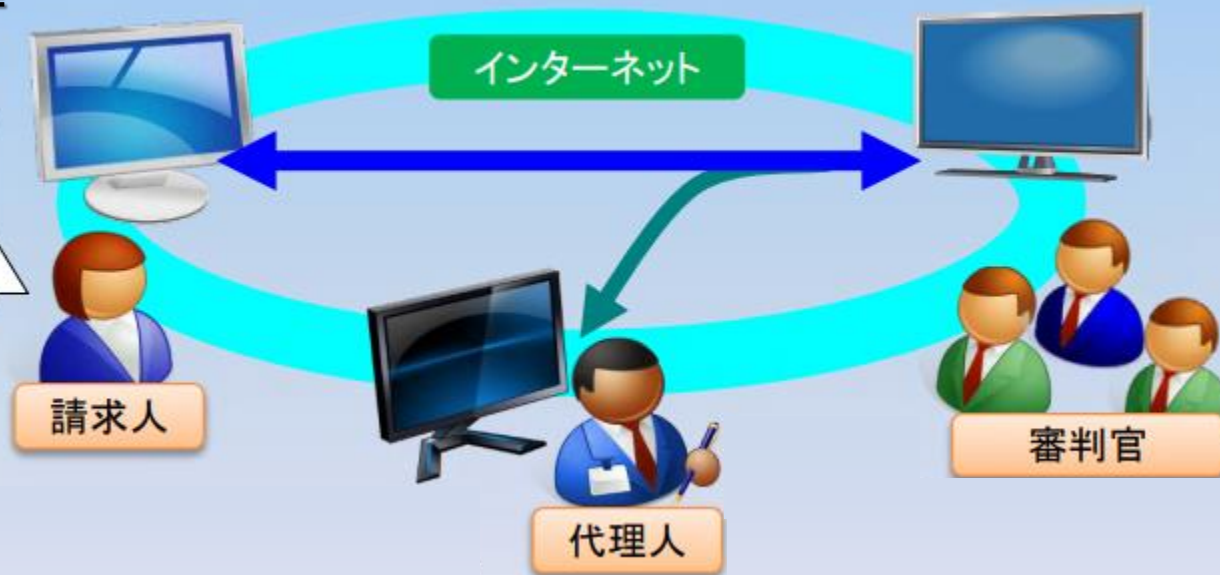 インターネット
請求人
審判官
代理人